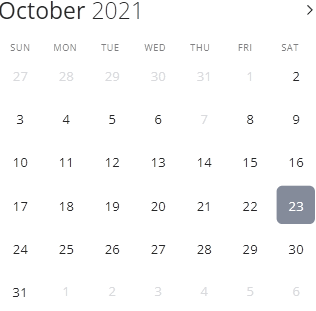 October 2021 >
SUN MON TUE WED THU FRI SAT
27 28 29 30 31 1 2
3 4 5 6 7 8 9
10 11 12 13 14 15 16
17 18 19 20 21 22 23
24 25 26 27 28 29 30
31 1 2 3 4 5 6